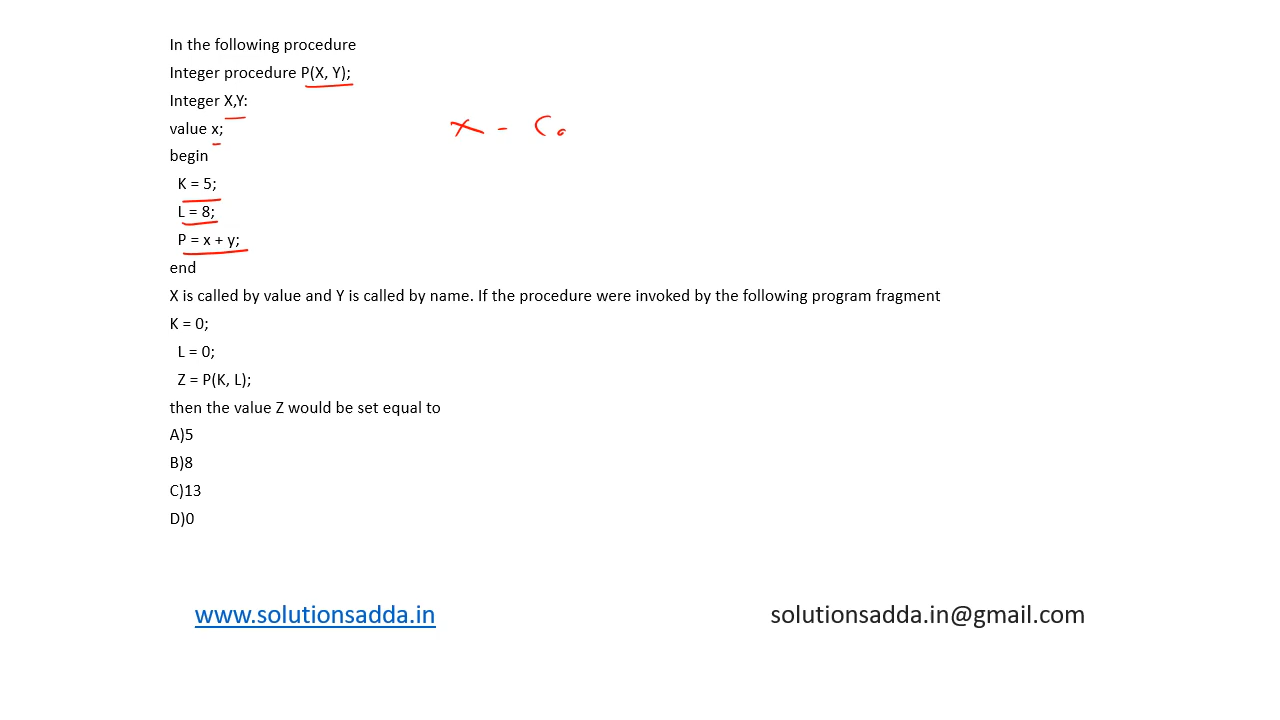 In the following procedure
Integer procedure P(X, Y);
Integer X,Y:
value x;
x - Ca
begin
K = 5;
L = 8;
P = x + y;
end
X is called by value and Y is called by name. If the procedure were invoked by the following program fragment
K = 0;
L = 0;
Z = P(K, L);
then the value Z would be set equal to
A)5
B)8
C)13
D)0
www.solutionsadda.in
solutionsadda.in@gmail.com